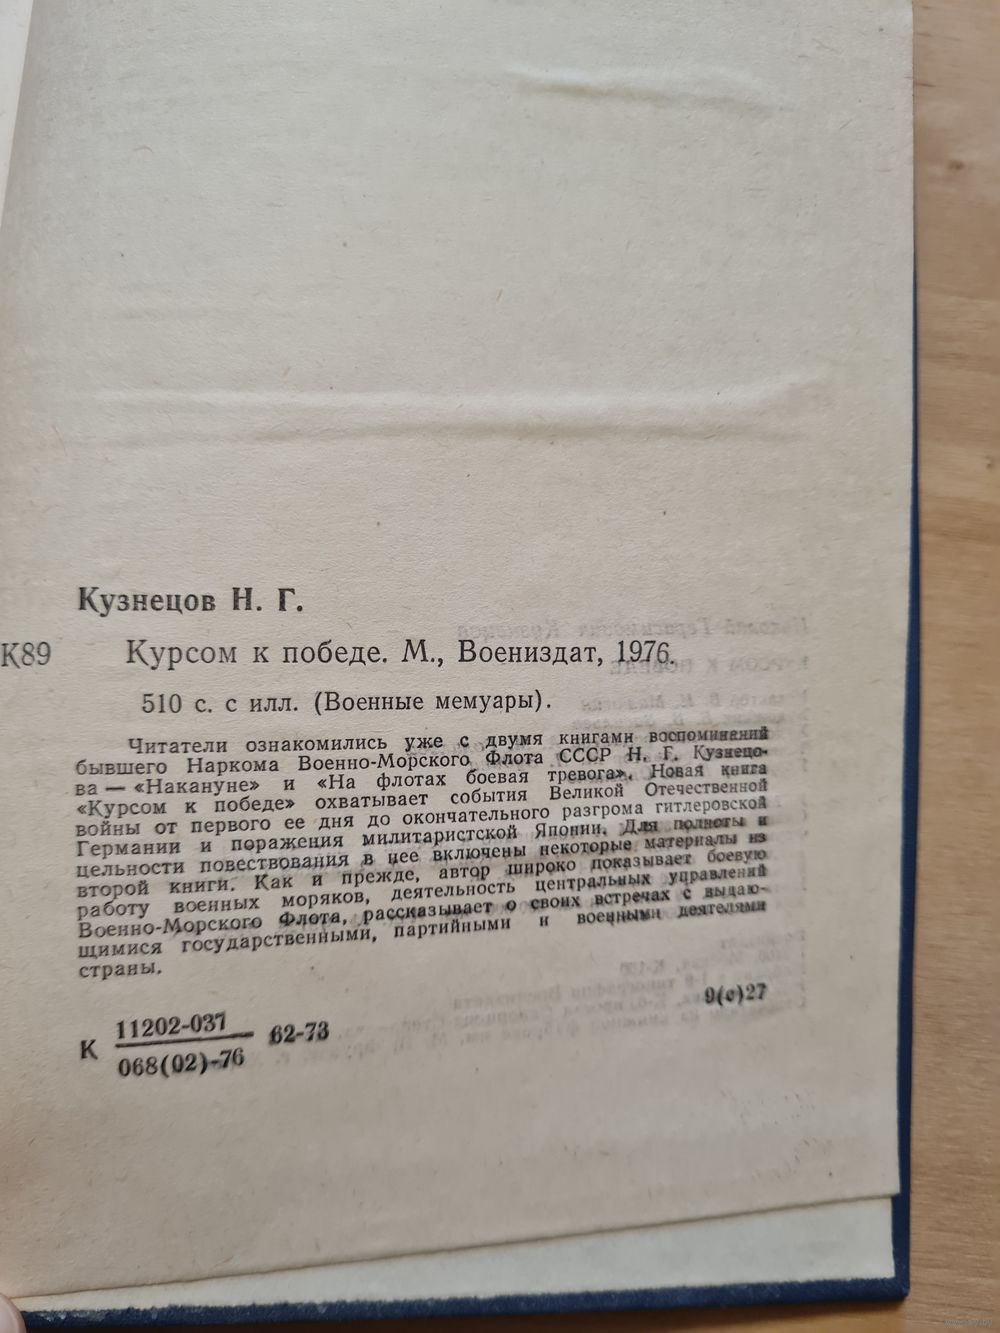 Кузнецов Н. Г.
К89 Курсом к победе. М., Воениздат, 1976.
510 с. с илл. (Военные мемуары).
Читатели ознакомились уже с двумя книгами воспоминаний
бывшего Наркома Военно-Морского Флота СССР Н. Г. Кузнецо-
ва — «Накануне» и «На флотах боевая тревога». Новая книга
«Курсом к победе» охватывает события Великой Отечественной
войны от первого ее дня до окончательного разгрома гитлеровской
Германии и поражения милитаристской Японии. Для полноты и
цельности повествования в нее включены некоторые материалы из
второй книги. Как и прежде, автор широко показывает боевую
работу военных моряков, деятельность центральных управлений
Военно-Морского Флота, рассказывает о своих встречах с выдаю-
щимися государственными, партийными и военными деятелями
страны.
К 11202-037 62-73 9(с)27
068(02)-76